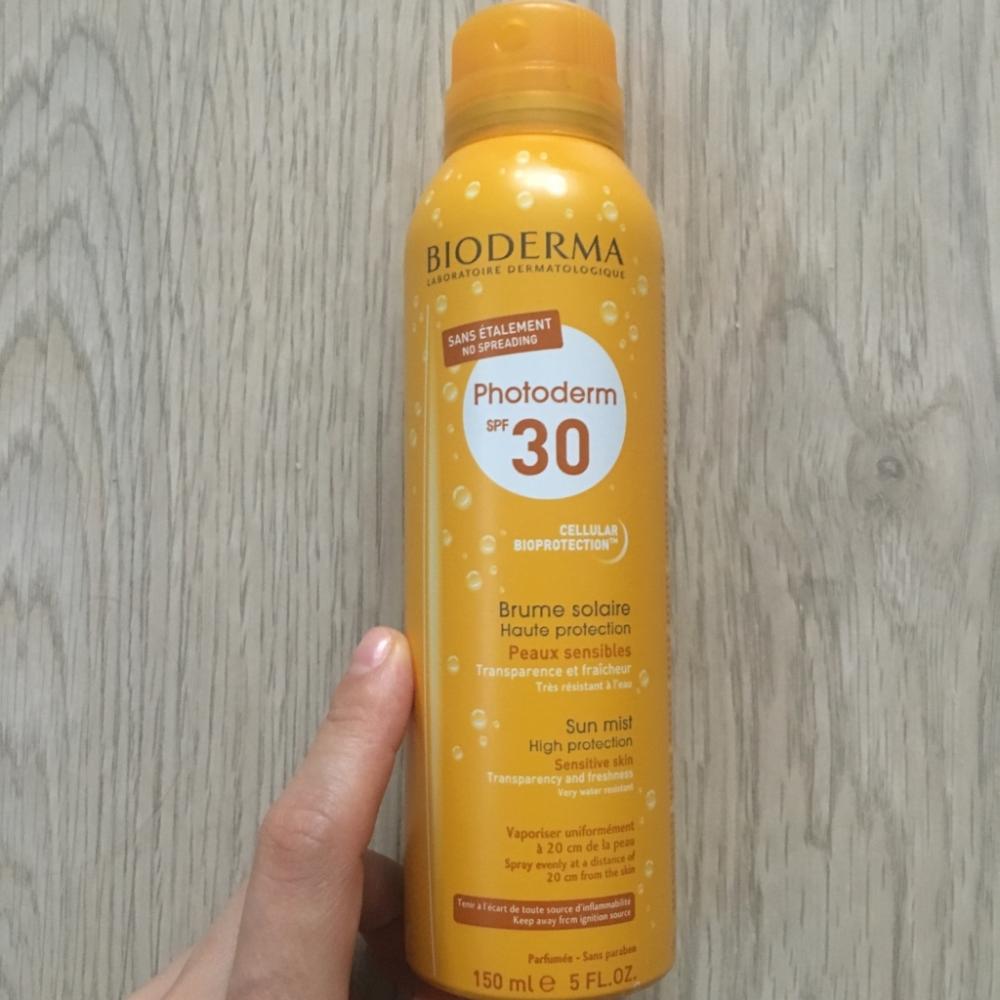 BIODERMA
LABORATOIRE DERMATOLOGIQUE
SANS ÉTALEMENT
NO SPREADING
Photoderm
SPF 30
CELLULAR
BIOPROTECTION™
Brume solaire
Haute protection
Peaux sensibles
Transparence et fraîcheur
Très résistant à l'eau
Sun mist
High protection
Sensitive skin
Transparency and freshness
Very water resistant
Vaporiser uniformément
à 20 cm de la peau
Spray evenly at a distance of
20 cm from the skin
Tenir à l'écart de toute source d'inflammabilité
Keep away from ignition source
Parfumée - Sans paraben
150 ml ℮ 5 FL.OZ.